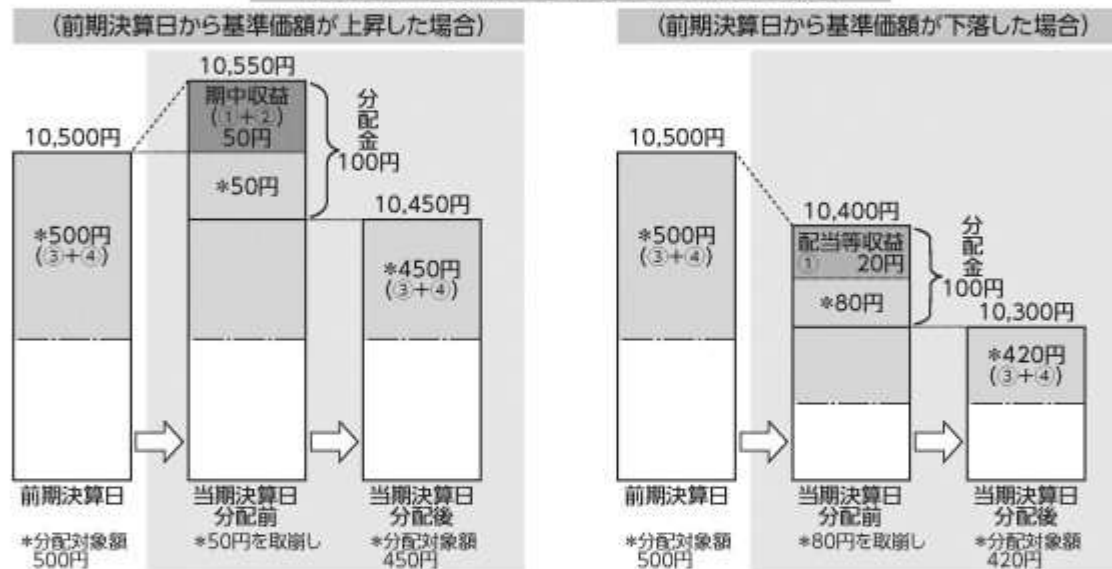 (前期決算日から基準価額が上昇した場合)
10,550円
期中収益
(①+②)
50円
*50円
分配金
100円
10,500円
*500円
(③+④)
10,450円
*450円
(③+④)
前期決算日
当期決算日
分配前
当期決算日
分配後
*分配対象額
500円
*50円を取崩し
*分配対象額
450円
(前期決算日から基準価額が下落した場合)
10,500円
*500円
(③+④)
10,400円
配当等収益
① 20円
*80円
分配金
100円
10,300円
*420円
(③+④)
前期決算日
当期決算日
分配前
当期決算日
分配後
*分配対象額
500円
*80円を取崩し
*分配対象額
420円